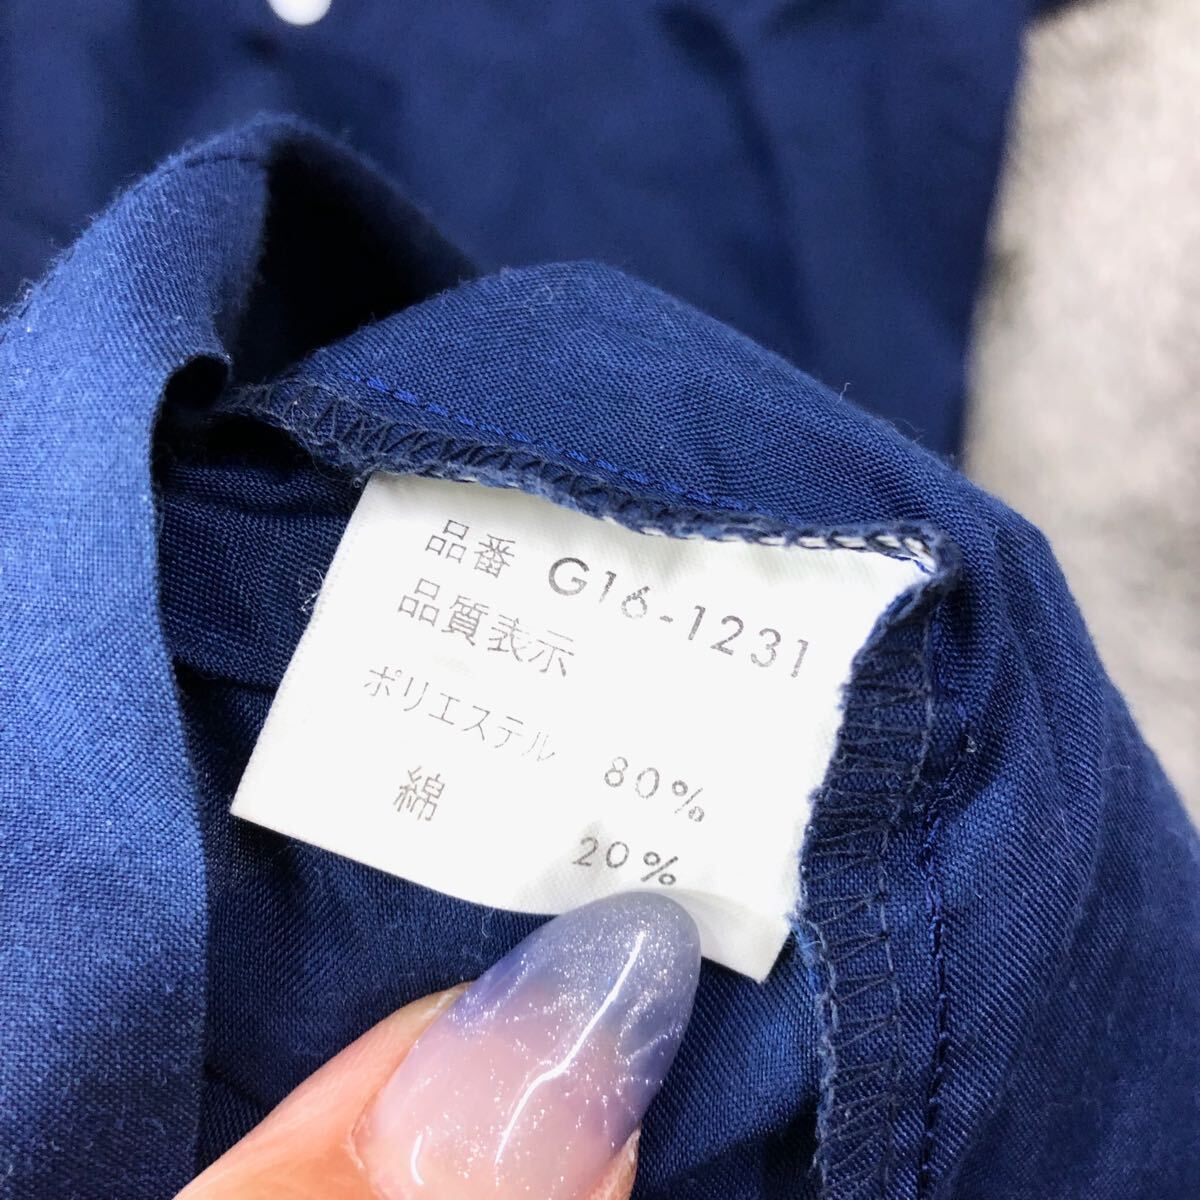 品番 G16-1231
品質表示
ポリエステル 80%
綿 20%